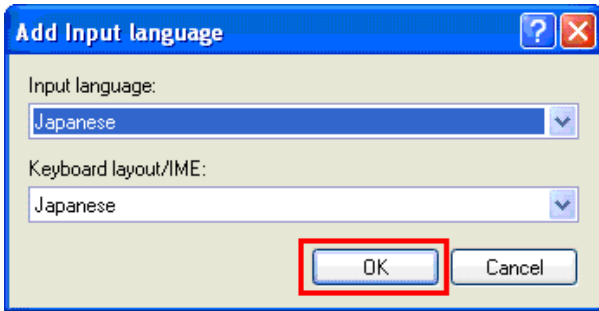 Add Input language
Input language:
Japanese
Keyboard layout/IME:
Japanese
OK Cancel